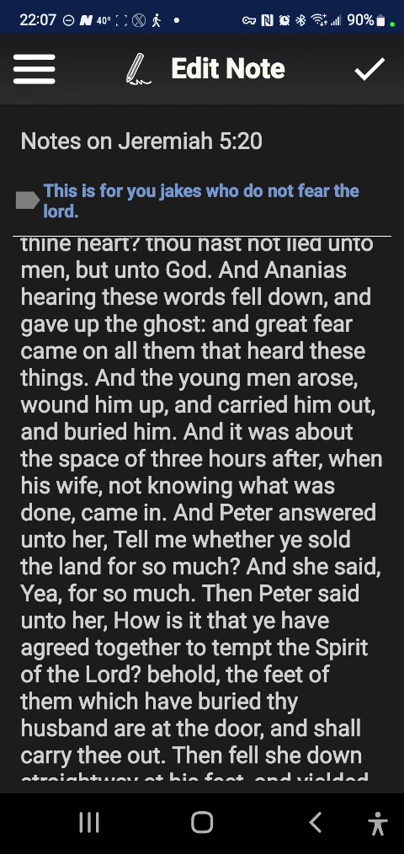 22:07 40° 90%
Edit Note
Notes on Jeremiah 5:20
This is for you jakes who do not fear the
lord.
thine heart? thou hast not lied unto
men, but unto God. And Ananias
hearing these words fell down, and
gave up the ghost: and great fear
came on all them that heard these
things. And the young men arose,
wound him up, and carried him out,
and buried him. And it was about
the space of three hours after, when
his wife, not knowing what was
done, came in. And Peter answered
unto her, Tell me whether ye sold
the land for so much? And she said,
Yea, for so much. Then Peter said
unto her, How is it that ye have
agreed together to tempt the Spirit
of the Lord? behold, the feet of
them which have buried thy
husband are at the door, and shall
carry thee out. Then fell she down
straightway at his feet, and yielded